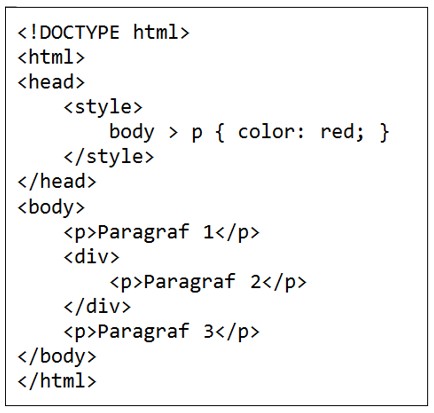 <!DOCTYPE html>
<html>
<head>
    <style>
        body > p { color: red; }
    </style>
</head>
<body>
    <p>Paragraf 1</p>
    <div>
        <p>Paragraf 2</p>
    </div>
    <p>Paragraf 3</p>
</body>
</html>